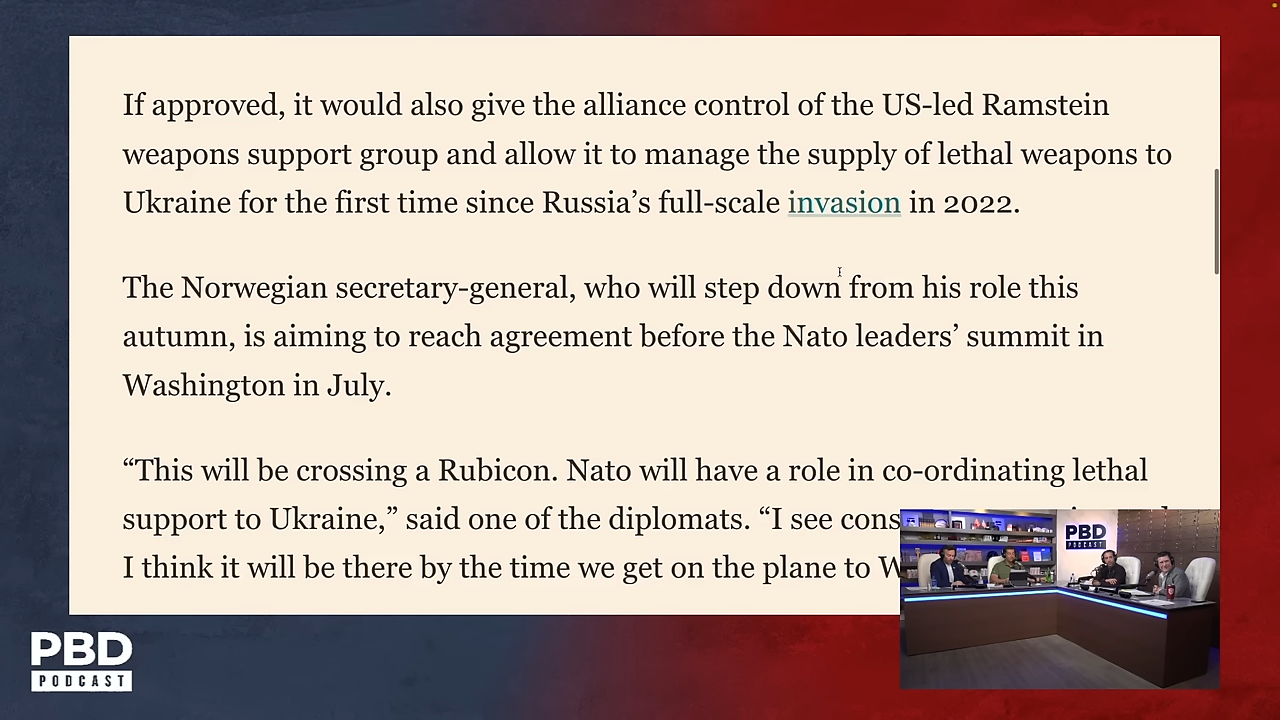 If approved, it would also give the alliance control of the US-led Ramstein
weapons support group and allow it to manage the supply of lethal weapons to
Ukraine for the first time since Russia’s full-scale invasion in 2022.
The Norwegian secretary-general, who will step down from his role this
autumn, is aiming to reach agreement before the Nato leaders’ summit in
Washington in July.
“This will be crossing a Rubicon. Nato will have a role in co-ordinating lethal
support to Ukraine,” said one of the diplomats. “I see cons
I think it will be there by the time we get on the plane to W
PBD
PODCAST
PBD
PODCAST